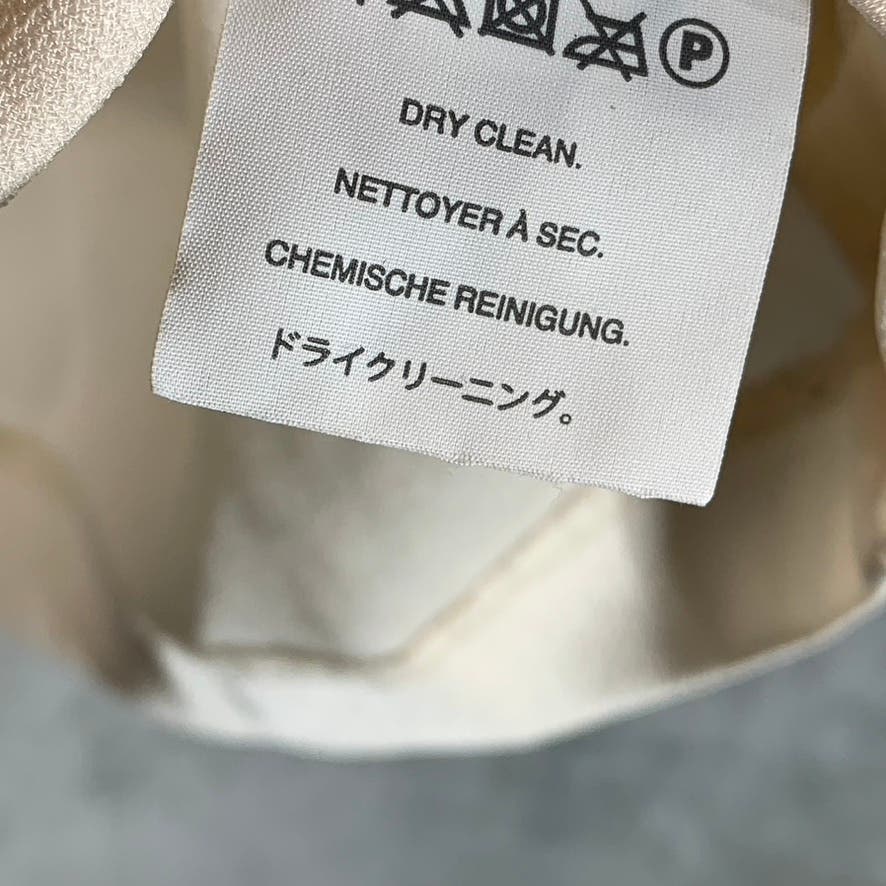 P
DRY CLEAN.
NETTOYER À SEC.
CHEMISCHE REINIGUNG.
ドライクリーニング。